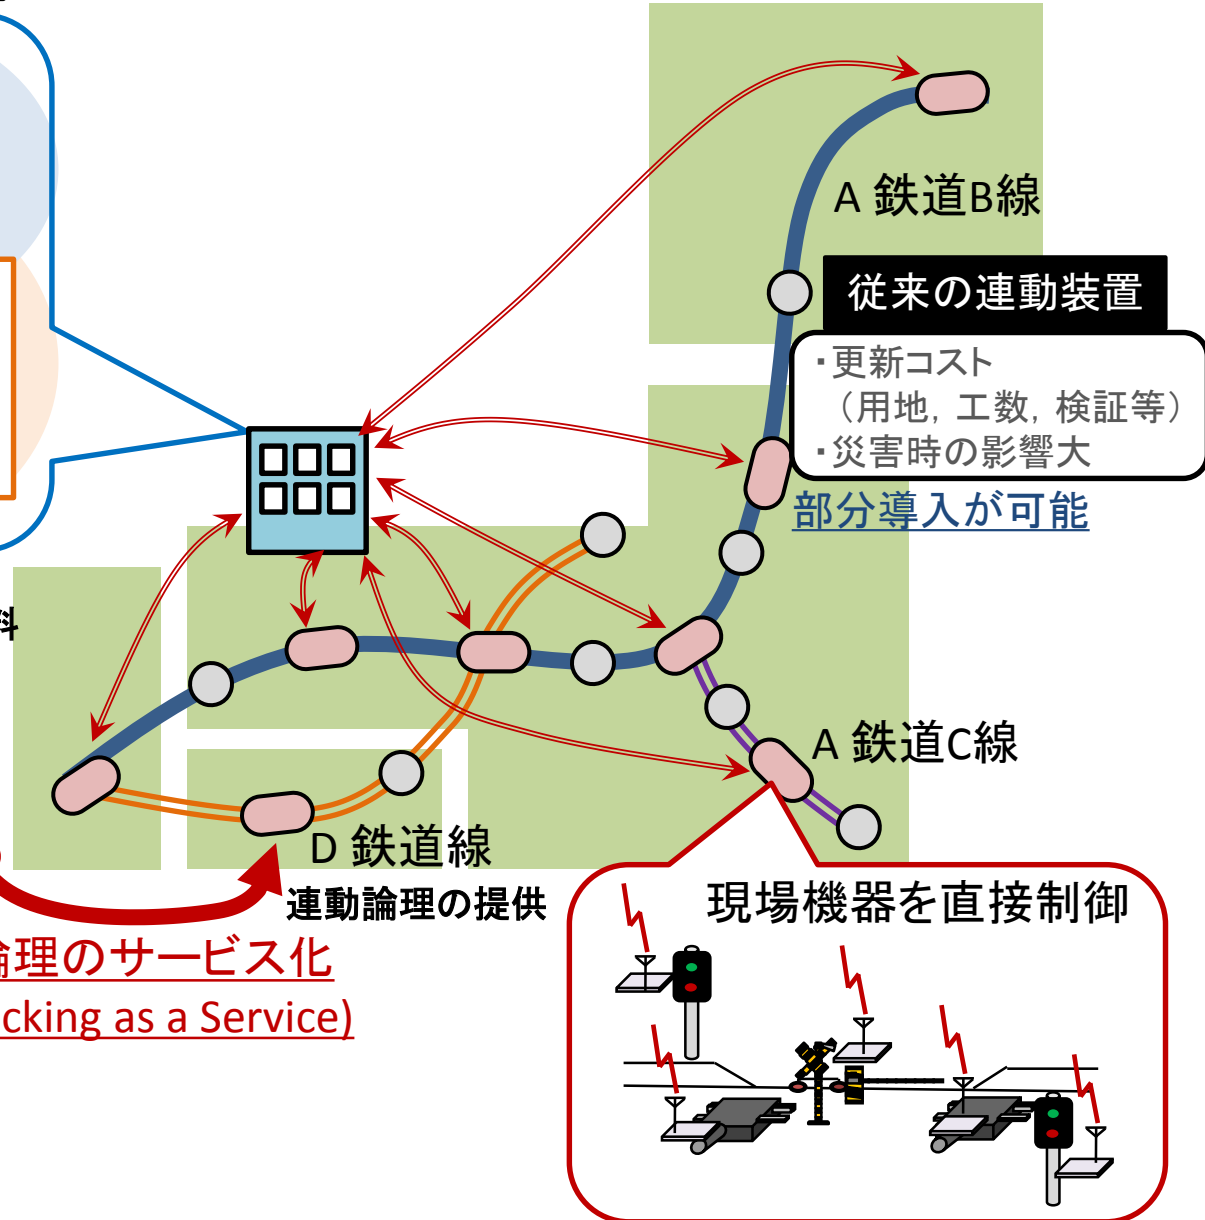 A 鉄道B線
従来の連動装置
・更新コスト
（用地，工数，検証等）
・災害時の影響大
部分導入が可能
料
A 鉄道C線
D 鉄道線
連動論理の提供
現場機器を直接制御
論理のサービス化
cking as a Service)